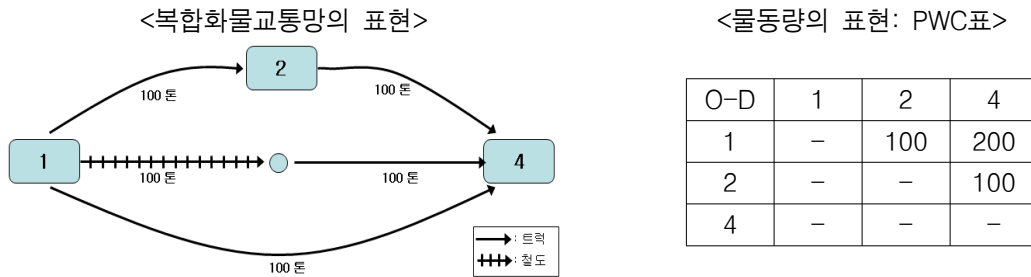 <복합화물교통망의 표현>
<물동량의 표현: PWC표>
2
100 톤
100 톤
1
4
100 톤
100 톤
100 톤
: 트럭
: 철도
O-D 1 2 4
1 - 100 200
2 - - 100
4 - - -